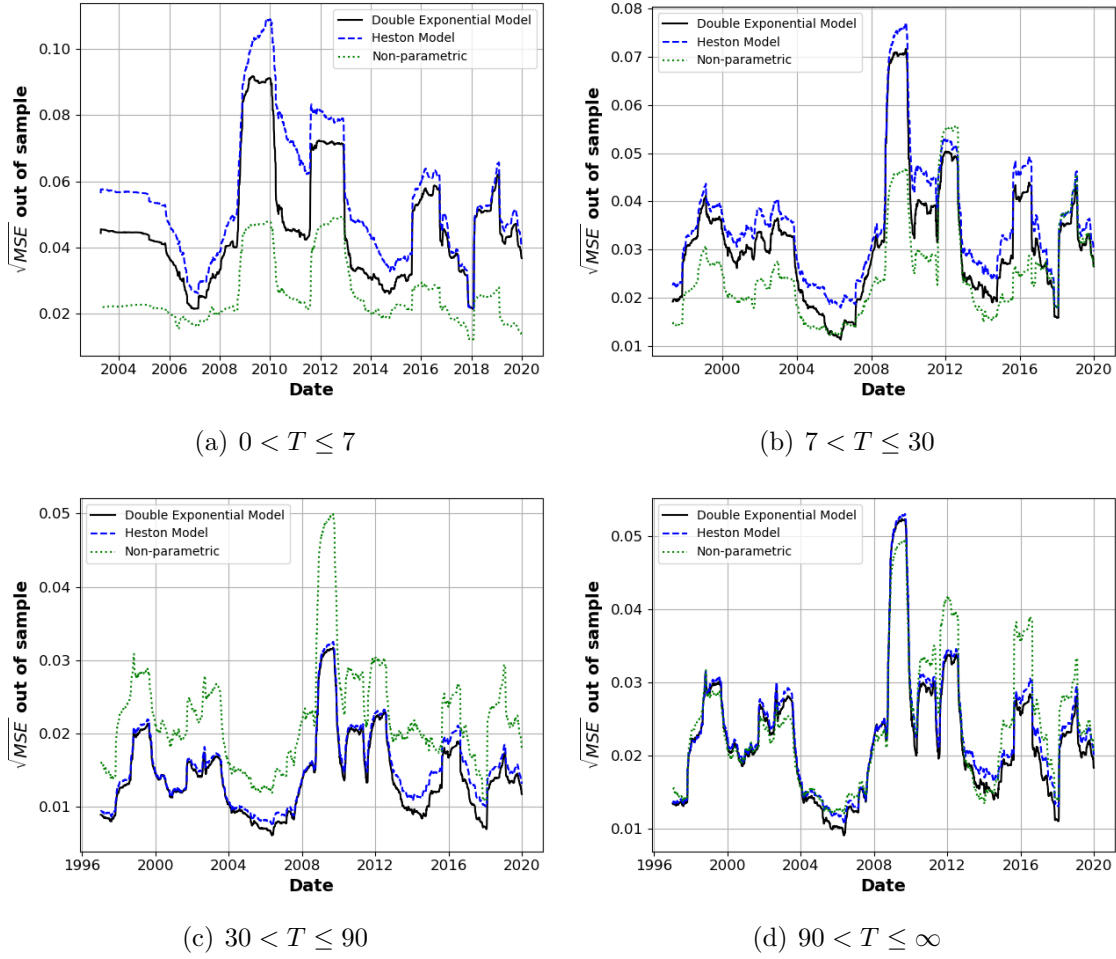 Double Exponential Model
Heston Model
Non-parametric
√MSE out of sample
0.10
0.08
0.06
0.04
0.02
2004 2006 2008 2010 2012 2014 2016 2018 2020
Date
(a) 0 < T ≤ 7
Double Exponential Model
Heston Model
Non-parametric
√MSE out of sample
0.08
0.07
0.06
0.05
0.04
0.03
0.02
0.01
2000 2004 2008 2012 2016 2020
Date
(b) 7 < T ≤ 30
Double Exponential Model
Heston Model
Non-parametric
√MSE out of sample
0.05
0.04
0.03
0.02
0.01
1996 2000 2004 2008 2012 2016 2020
Date
(c) 30 < T ≤ 90
Double Exponential Model
Heston Model
Non-parametric
√MSE out of sample
0.05
0.04
0.03
0.02
0.01
1996 2000 2004 2008 2012 2016 2020
Date
(d) 90 < T ≤ ∞